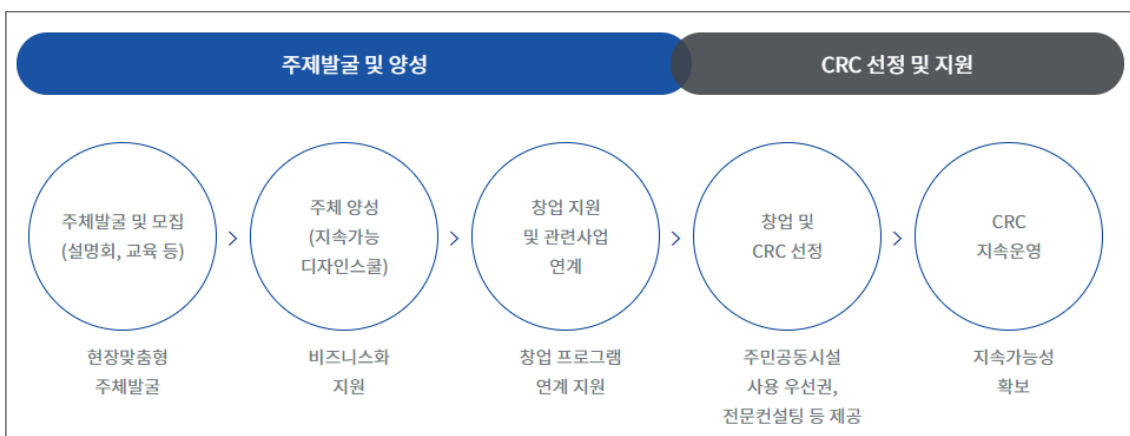 주제발굴 및 양성
CRC 선정 및 지원
주체발굴 및 모집
(설명회, 교육 등)
주체 양성
(지속가능
디자인스쿨)
창업 지원
및 관련사업
연계
창업 및
CRC 선정
CRC
지속운영
현장맞춤형
주체발굴
비즈니스화
지원
창업 프로그램
연계 지원
주민공동시설
사용 우선권,
전문컨설팅 등 제공
지속가능성
확보